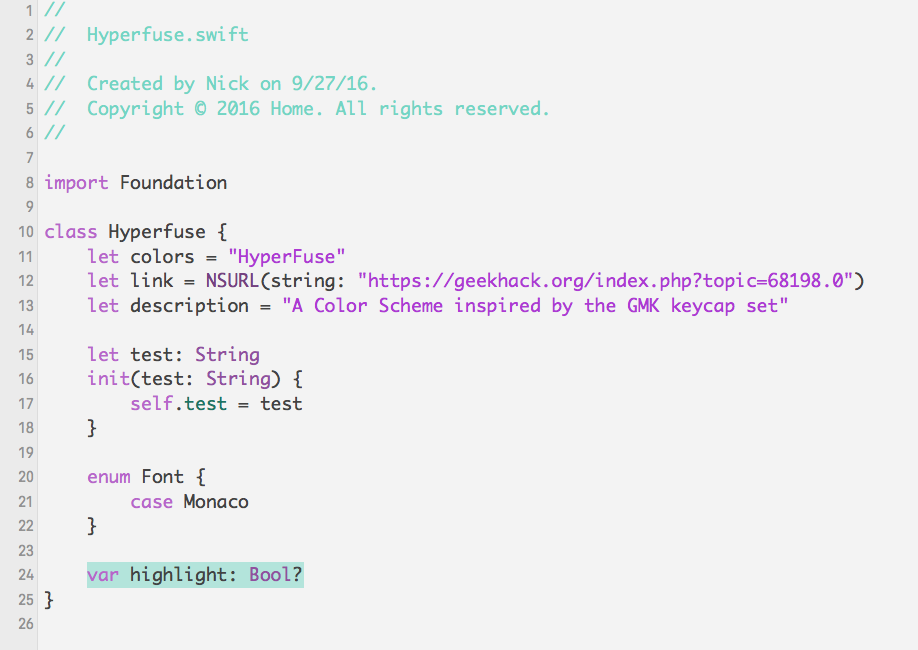 1 //
2 //  Hyperfuse.swift
3 //
4 //  Created by Nick on 9/27/16.
5 //  Copyright © 2016 Home. All rights reserved.
6 //
7
8 import Foundation
9
10 class Hyperfuse {
11     let colors = "HyperFuse"
12     let link = NSURL(string: "https://geekhack.org/index.php?topic=68198.0")
13     let description = "A Color Scheme inspired by the GMK keycap set"
14
15     let test: String
16     init(test: String) {
17         self.test = test
18     }
19
20     enum Font {
21         case Monaco
22     }
23
24     var highlight: Bool?
25 }
26